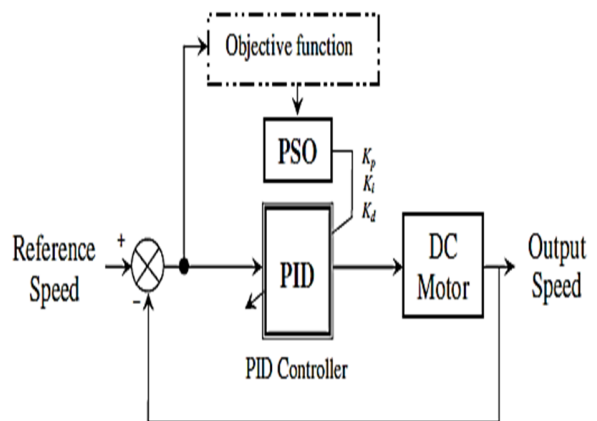 Objective function
PSO
Kp
Ki
Kd
Reference
Speed
+
−
PID
DC
Motor
Output
Speed
PID Controller